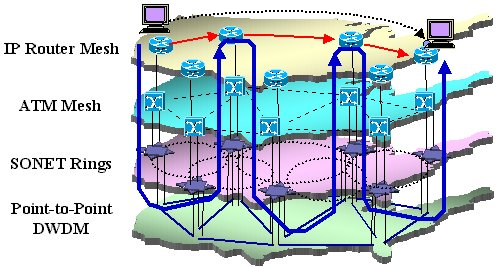 IP Router Mesh
ATM Mesh
SONET Rings
Point-to-Point
DWDM